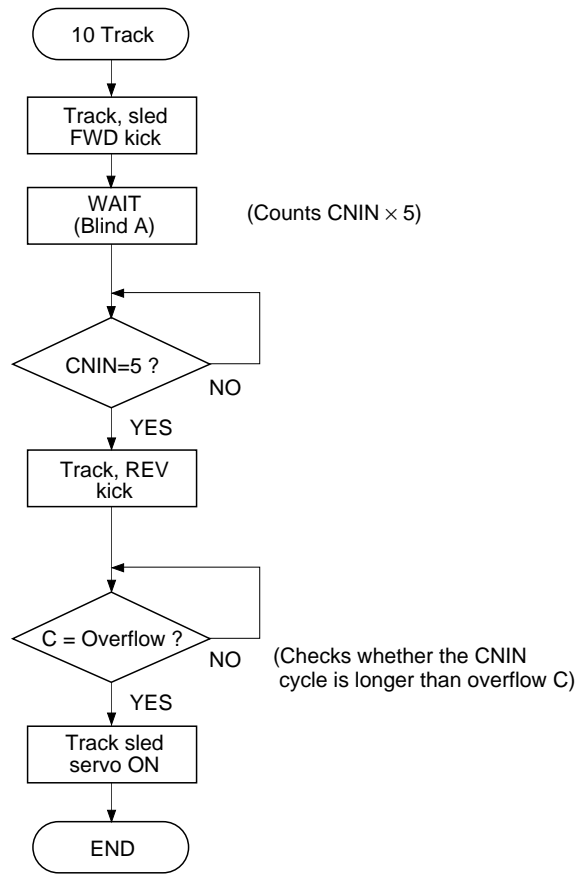 10 Track
Track, sled
FWD kick
WAIT
(Blind A)
(Counts CNIN × 5)
CNIN=5 ?
NO
YES
Track, REV
kick
C = Overflow ?
NO
(Checks whether the CNIN
cycle is longer than overflow C)
YES
Track sled
servo ON
END